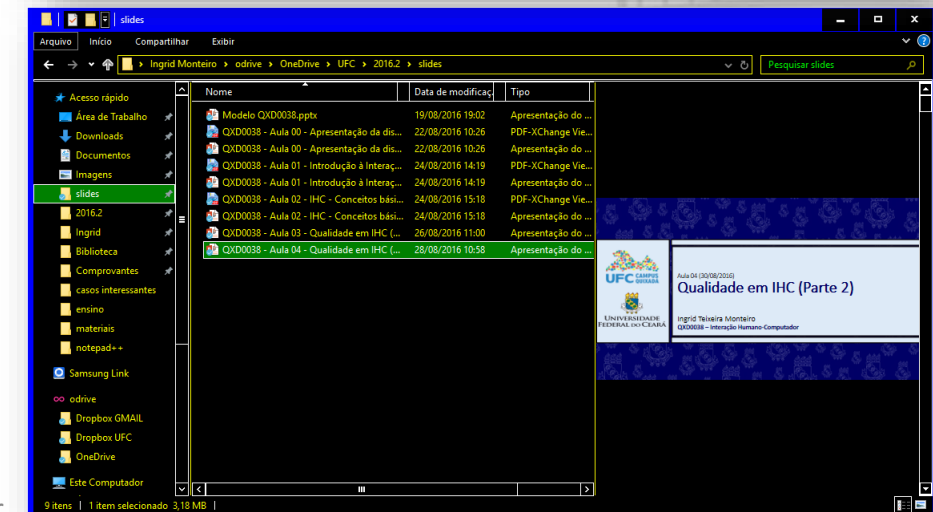 slides
Arquivo Início Compartilhar Exibir
Ingrid Monteiro › odrive › OneDrive › UFC › 2016.2 › slides
Pesquisar slides
Acesso rápido
Área de Trabalho
Downloads
Documentos
Imagens
slides
2016.2
Ingrid
Biblioteca
Comprovantes
casos interessantes
ensino
materiais
notepad++
Samsung Link
odrive
Dropbox GMAIL
Dropbox UFC
OneDrive
Este Computador
Nome Data de modificaç. Tipo
Modelo QXD0038.pptx 19/08/2016 19:02 Apresentação do ...
QXD0038 - Aula 00 - Apresentação da dis... 22/08/2016 10:26 PDF-XChange Vie...
QXD0038 - Aula 00 - Apresentação da dis... 22/08/2016 10:26 Apresentação do ...
QXD0038 - Aula 01 - Introdução à Interaç... 24/08/2016 14:19 PDF-XChange Vie...
QXD0038 - Aula 01 - Introdução à Interaç... 24/08/2016 14:19 Apresentação do ...
QXD0038 - Aula 02 - IHC - Conceitos bási... 24/08/2016 15:18 PDF-XChange Vie...
QXD0038 - Aula 02 - IHC - Conceitos bási... 24/08/2016 15:18 Apresentação do ...
QXD0038 - Aula 03 - Qualidade em IHC (... 26/08/2016 11:00 Apresentação do ...
QXD0038 - Aula 04 - Qualidade em IHC (... 28/08/2016 10:58 Apresentação do ...
UFC CAMPUS QUIXADÁ
UNIVERSIDADE
FEDERAL DO CEARÁ
Aula 04 (30/08/2016)
Qualidade em IHC (Parte 2)
Ingrid Teixeira Monteiro
QXD0038 – Interação Humano-Computador
9 itens | 1 item selecionado 3,18 MB |